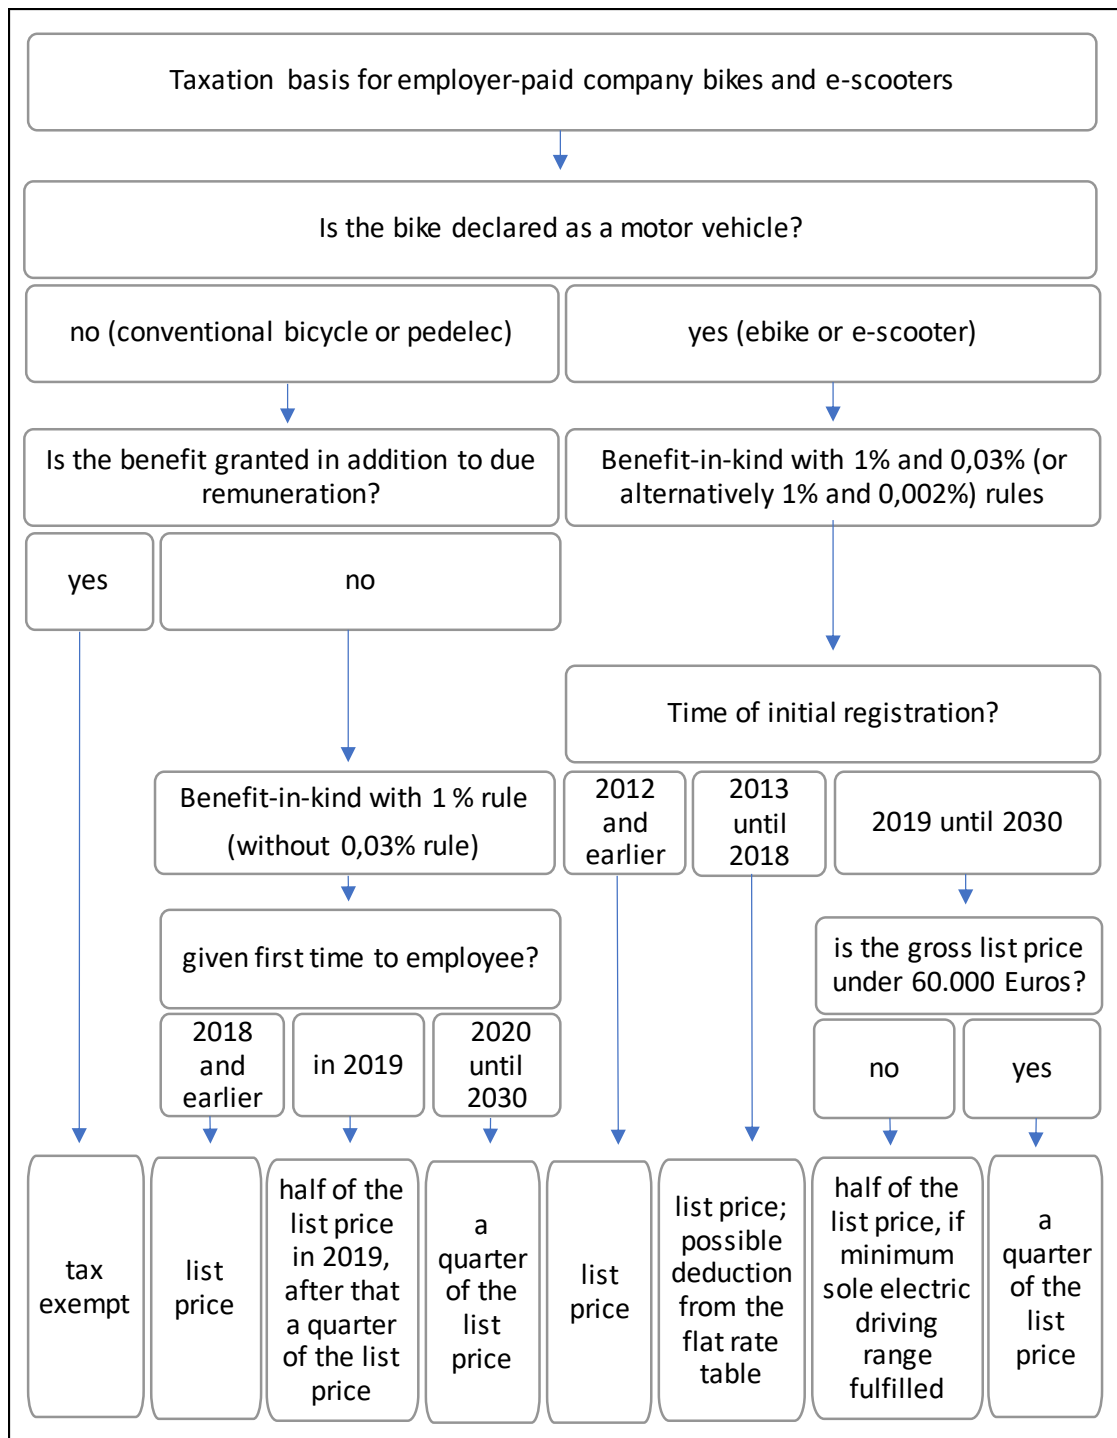 Taxation basis for employer-paid company bikes and e-scooters
Is the bike declared as a motor vehicle?
no (conventional bicycle or pedelec)
yes (ebike or e-scooter)
Is the benefit granted in addition to due
remuneration?
Benefit-in-kind with 1% and 0,03% (or
alternatively 1% and 0,002%) rules
yes
no
Time of initial registration?
Benefit-in-kind with 1 % rule
(without 0,03% rule)
2012
and
earlier
2013
until
2018
2019 until 2030
given first time to employee?
is the gross list price
under 60.000 Euros?
2018
and
earlier
in 2019
2020
until
2030
no
yes
tax
exempt
list
price
half of the
list price
in 2019,
after that
a quarter
of the list
price
a
quarter
of the
list
price
list
price
list price;
possible
deduction
from the
flat rate
table
half of the
list price, if
minimum
sole electric
driving
range
fulfilled
a
quarter
of the
list
price